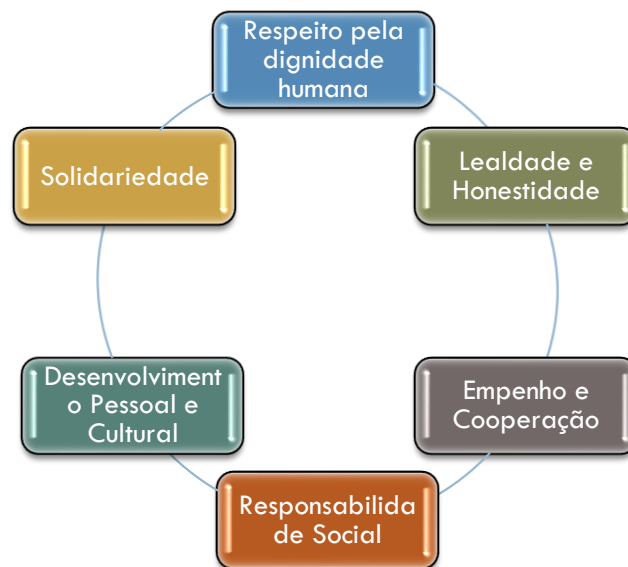 Respeito pela
dignidade
humana
Solidariedade
Lealdade e
Honestidade
Desenvolviment
o Pessoal e
Cultural
Empenho e
Cooperação
Responsabilida
de Social